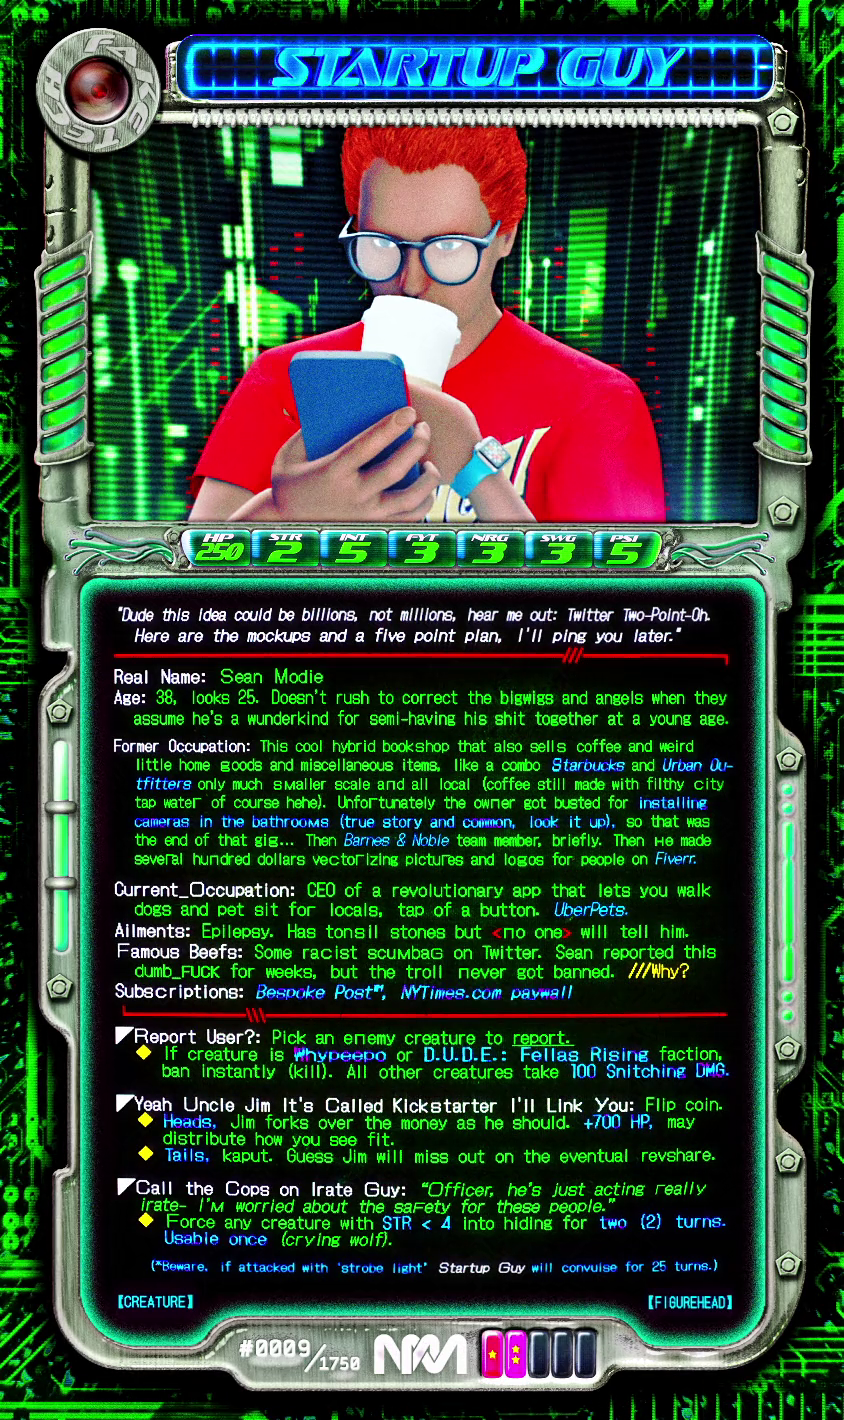 FAKE TECH
STARTUP GUY
HP STR INT FYT NRG SWG PSI
250 2 5 3 3 3 5
"Dude this idea could be billions, not millions, hear me out: Twitter Two-Point-Oh.
Here are the mockups and a five point plan, I'll ping you later."
Real Name: Sean Modie
Age: 38, looks 25. Doesn't rush to correct the bigwigs and angels when they
assume he's a wunderkind for semi-having his shit together at a young age.
Former Occupation: This cool hybrid bookshop that also sells coffee and weird
little home goods and miscellaneous items, like a combo Starbucks and Urban Ou-
tfitters only much smaller scale and all local (coffee still made with filthy city
tap water of course hehe). Unfortunately the owner got busted for installing
cameras in the bathrooms (true story and common, look it up), so that was
the end of that gig... Then Barnes & Noble team member, briefly. Then He made
several hundred dollars vectorizing pictures and logos for people on Fiverr.
Current_Occupation: CEO of a revolutionary app that lets you walk
dogs and pet sit for locals, tap of a button. UberPets.
Ailments: Epilepsy. Has tonsil stones but <no one> will tell him.
Famous Beefs: Some racist scumbag on Twitter. Sean reported this
dumb_FUCK for weeks, but the troll never got banned. ///Why?
Subscriptions: Bespoke Post™, NYTimes.com paywall
◤Report User?: Pick an enemy creature to report.
◆ If creature is Whypeepo or D.U.D.E.: Fellas Rising faction,
ban instantly (kill). All other creatures take 100 Snitching DMG.
◤Yeah Uncle Jim It's Called Kickstarter I'll Link You: Flip coin.
◆ Heads, Jim forks over the money as he should. +700 HP, may
distribute how you see fit.
◆ Tails, kaput. Guess Jim will miss out on the eventual revshare.
◤Call the Cops on Irate Guy: "Officer, he's just acting really
irate- I'm worried about the safety for these people."
◆ Force any creature with STR < 4 into hiding for two (2) turns.
Usable once (crying wolf).
(*Beware, if attacked with 'strobe light' Startup Guy will convulse for 25 turns.)
【CREATURE】 【FIGUREHEAD】
#0009/1750 NM